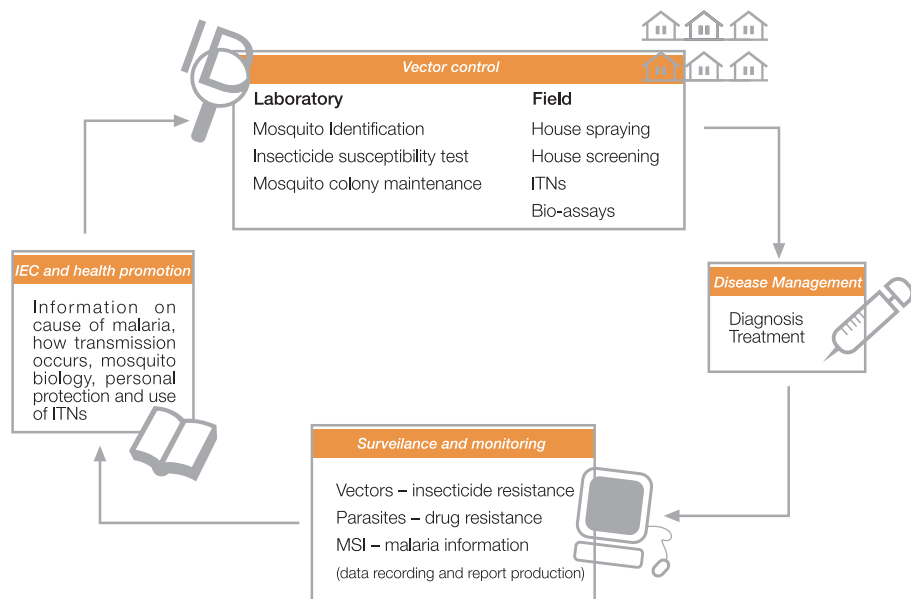 ID
Vector control
Laboratory
Mosquito Identification
Insecticide susceptibility test
Mosquito colony maintenance
Field
House spraying
House screening
ITNs
Bio-assays
Disease Management
Diagnosis
Treatment
Surveilance and monitoring
Vectors – insecticide resistance
Parasites – drug resistance
MSI – malaria information
(data recording and report production)
IEC and health promotion
Information on
cause of malaria,
how transmission
occurs, mosquito
biology, personal
protection and use
of ITNs